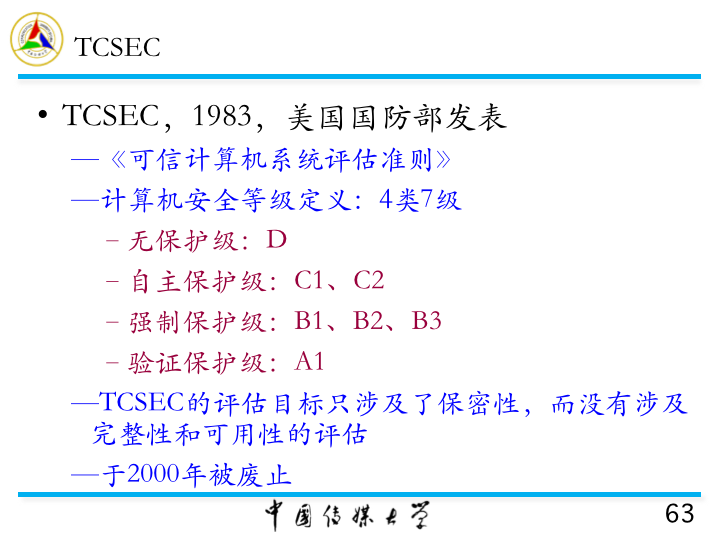 TCSEC
• TCSEC，1983，美国国防部发表
—《可信计算机系统评估准则》
—计算机安全等级定义：4类7级
– 无保护级：D
– 自主保护级：C1、C2
– 强制保护级：B1、B2、B3
– 验证保护级：A1
—TCSEC的评估目标只涉及了保密性，而没有涉及
完整性和可用性的评估
—于2000年被废止
中国传媒大学
63